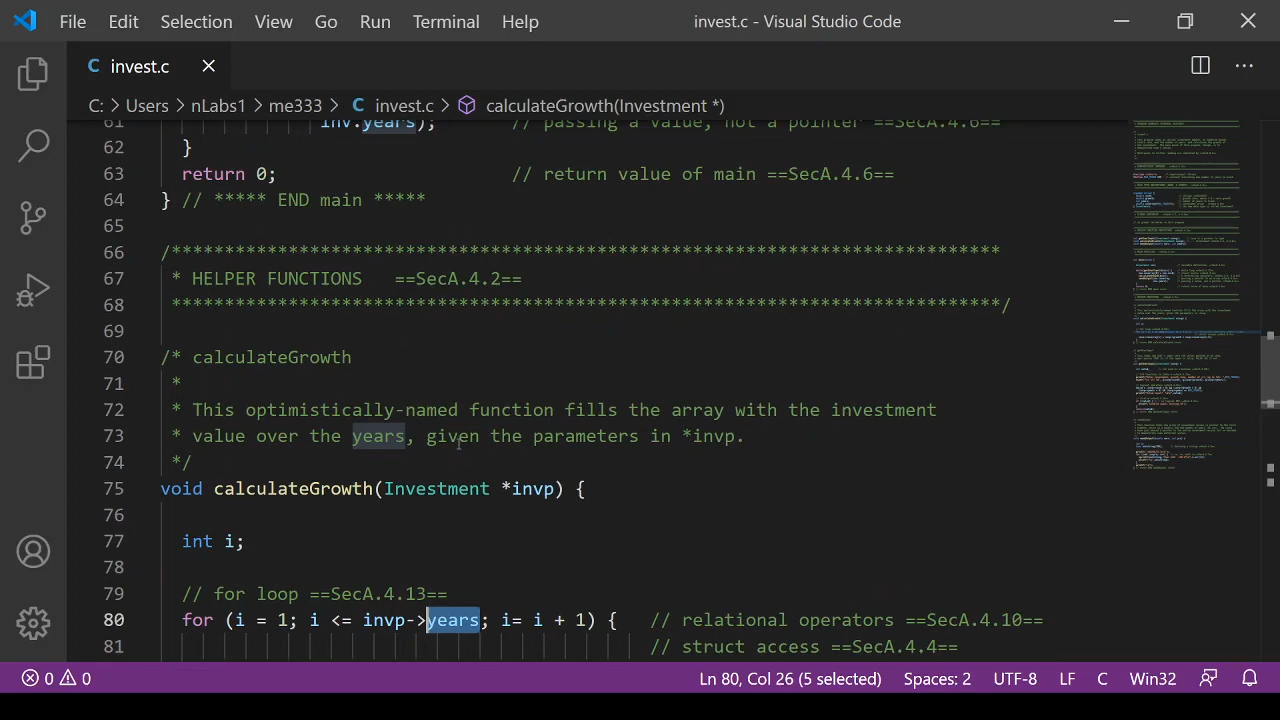 File Edit Selection View Go Run Terminal Help invest.c - Visual Studio Code
C invest.c
C: > Users > nLabs1 > me333 > C invest.c > calculateGrowth(Investment *)
61 inv.years); // passing a value, not a pointer ==SecA.4.6==
62 }
63 return 0; // return value of main ==SecA.4.6==
64 } // ***** END main *****
65
66 /******************************************************************************
67 * HELPER FUNCTIONS ==SecA.4.2==
68 ******************************************************************************/
69
70 /* calculateGrowth
71 *
72 * This optimistically-named function fills the array with the investment
73 * value over the years, given the parameters in *invp.
74 */
75 void calculateGrowth(Investment *invp) {
76
77 int i;
78
79 // for loop ==SecA.4.13==
80 for (i = 1; i <= invp->years; i= i + 1) { // relational operators ==SecA.4.10==
81 // struct access ==SecA.4.4==
0 0 Ln 80, Col 26 (5 selected) Spaces: 2 UTF-8 LF C Win32